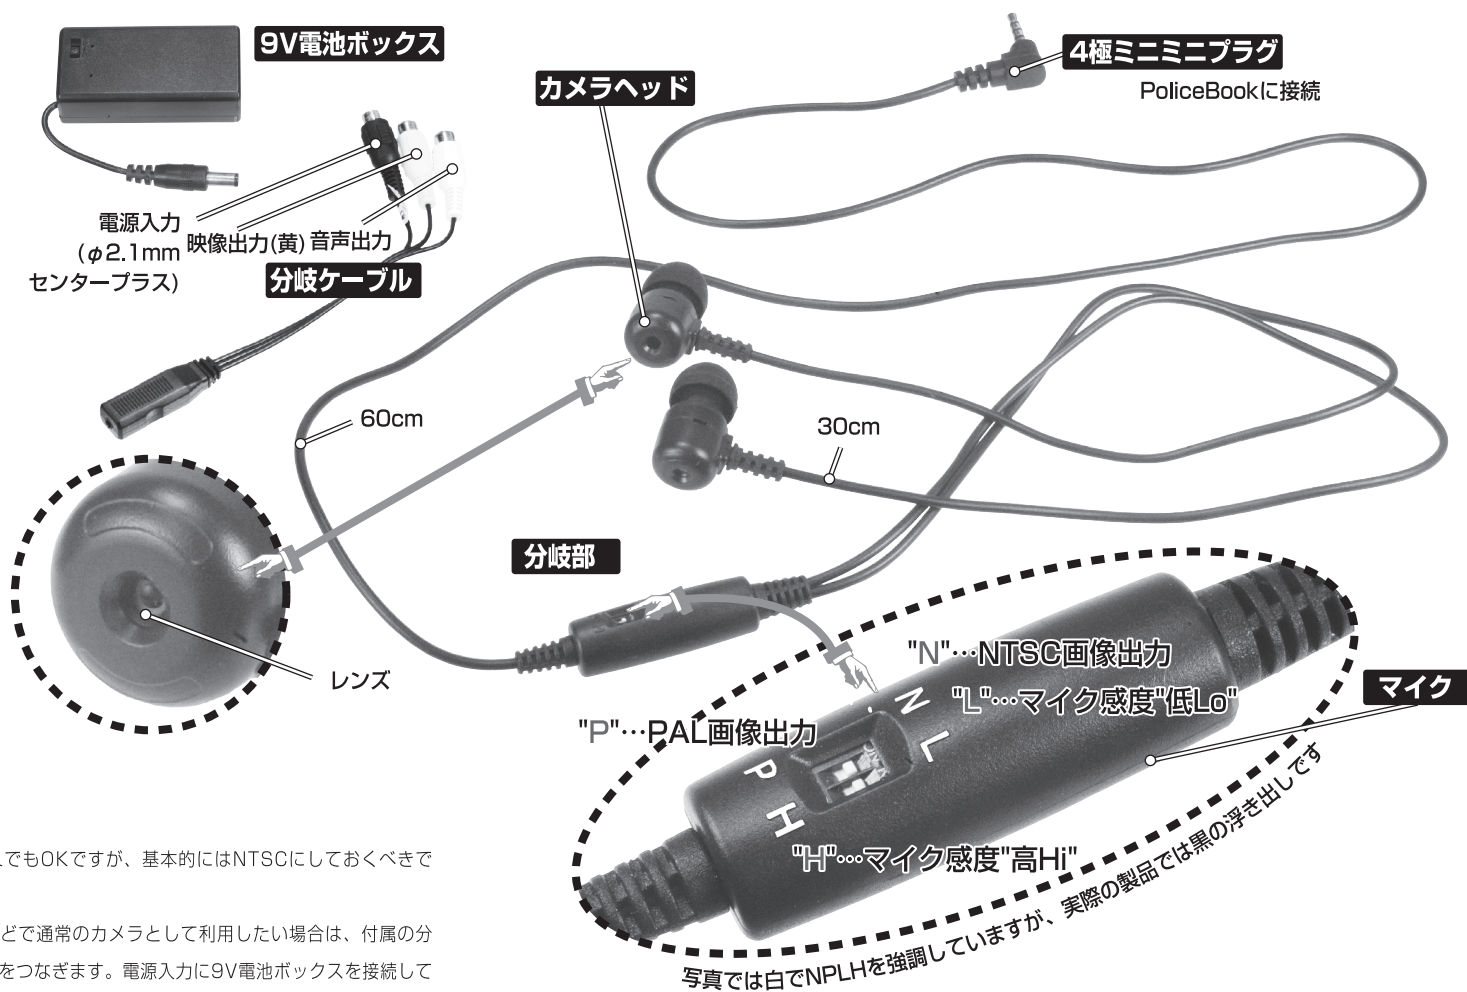 9V電池ボックス
カメラヘッド
4極ミニミニプラグ
PoliceBookに接続
電源入力
(φ2.1mm
センタープラス)
映像出力(黄)
音声出力
分岐ケーブル
60cm
30cm
分岐部
レンズ
"N"…NTSC画像出力
"L"…マイク感度"低Lo"
マイク
"P"…PAL画像出力
N
L
P
H
"H"…マイク感度"高Hi"
写真では白でNPLHを強調していますが、実際の製品では黒の浮き出しです
でもOKですが、基本的にはNTSCにしておくべきで
どで通常のカメラとして利用したい場合は、付属の分
をつなぎます。電源入力に9V電池ボックスを接続して